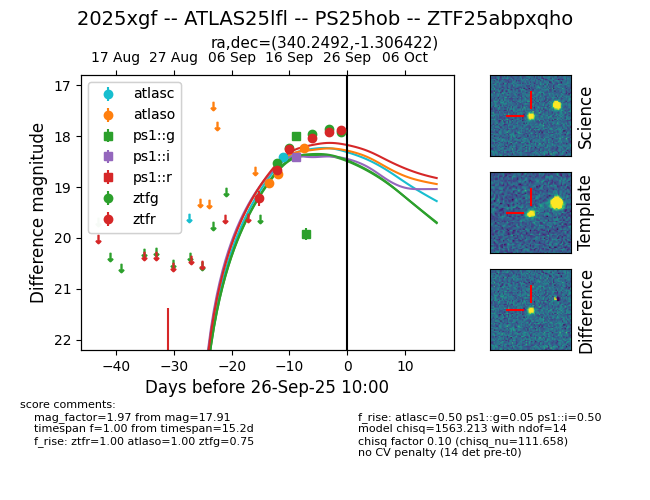 2025xgf -- ATLAS25lfl -- PS25hob -- ZTF25abpxqho
ra,dec=(340.2492,-1.306422)
17 Aug 27 Aug 06 Sep 16 Sep 26 Sep 06 Oct
17
18
19
20
21
22
Difference magnitude
atlasc
atlaso
ps1::g
ps1::i
ps1::r
ztfg
ztfr
−40 −30 −20 −10 0 10
Days before 26-Sep-25 10:00
Science
Template
Difference
score comments:
mag_factor=1.97 from mag=17.91
timespan f=1.00 from timespan=15.2d
f_rise: ztfr=1.00 atlaso=1.00 ztfg=0.75
f_rise: atlasc=0.50 ps1::g=0.05 ps1::i=0.50
model chisq=1563.213 with ndof=14
chisq factor 0.10 (chisq_nu=111.658)
no CV penalty (14 det pre-t0)